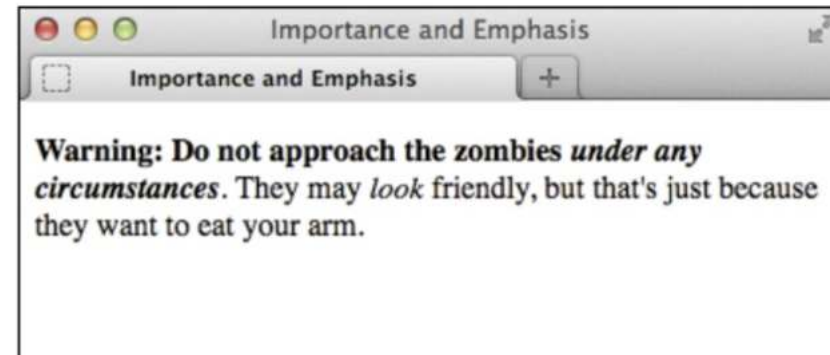 Importance and Emphasis
Importance and Emphasis
Warning: Do not approach the zombies under any
circumstances. They may look friendly, but that's just because
they want to eat your arm.